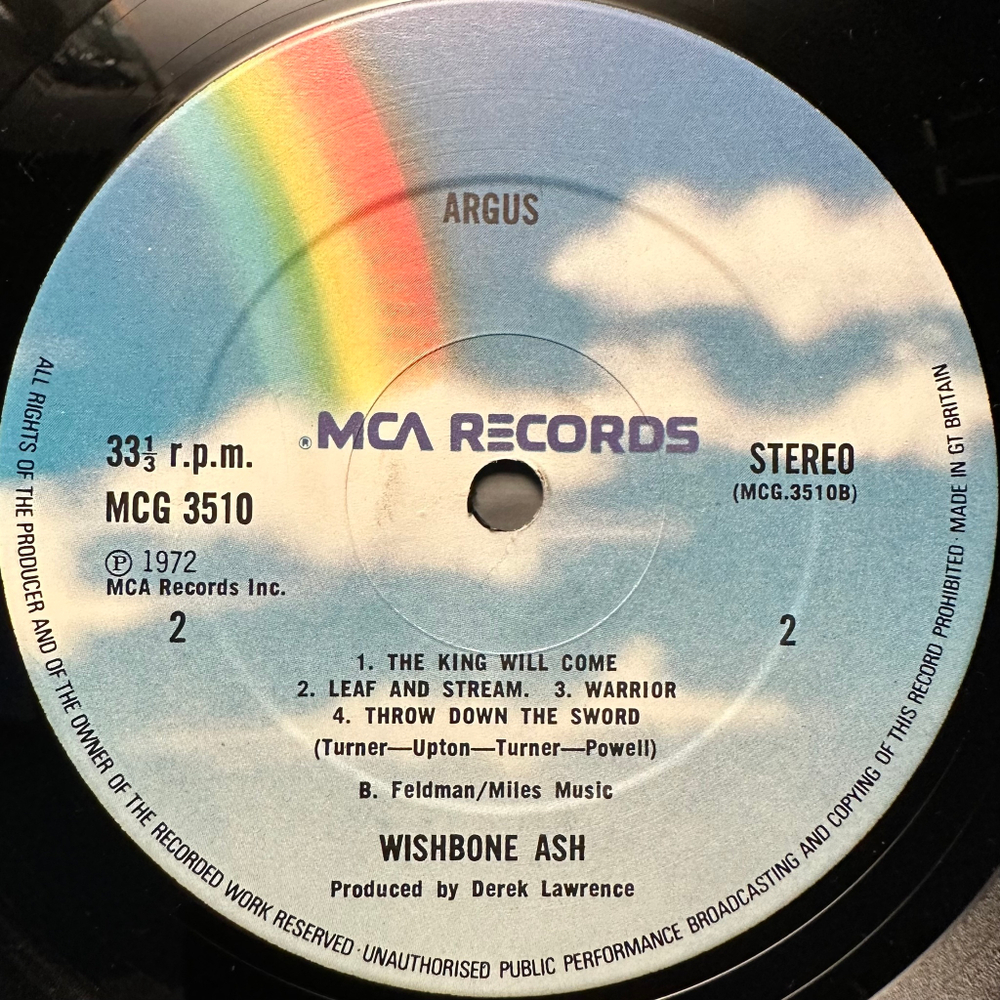 ARGUS
® MCA RECORDS
33⅓ r.p.m.
MCG 3510
STEREO
(MCG.3510B)
Ⓟ 1972
MCA Records Inc.
2
2
1. THE KING WILL COME
2. LEAF AND STREAM. 3. WARRIOR
4. THROW DOWN THE SWORD
(Turner—Upton—Turner—Powell)
B. Feldman/Miles Music
WISHBONE ASH
Produced by Derek Lawrence
ALL RIGHTS OF THE PRODUCER AND OF THE OWNER OF THE RECORDED WORK RESERVED · UNAUTHORISED PUBLIC PERFORMANCE BROADCASTING AND COPYING OF THIS RECORD PROHIBITED · MADE IN GT BRITAIN